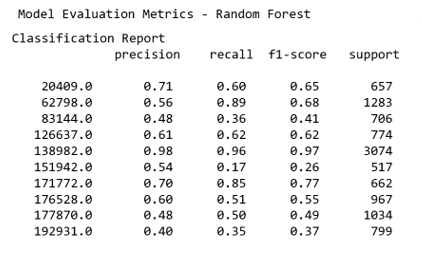 Model Evaluation Metrics - Random Forest
Classification Report
precision recall f1-score support
20409.0 0.71 0.60 0.65 657
62798.0 0.56 0.89 0.68 1283
83144.0 0.48 0.36 0.41 706
126637.0 0.61 0.62 0.62 774
138982.0 0.98 0.96 0.97 3074
151942.0 0.54 0.17 0.26 517
171772.0 0.70 0.85 0.77 662
176528.0 0.60 0.51 0.55 967
177870.0 0.48 0.50 0.49 1034
192931.0 0.40 0.35 0.37 799